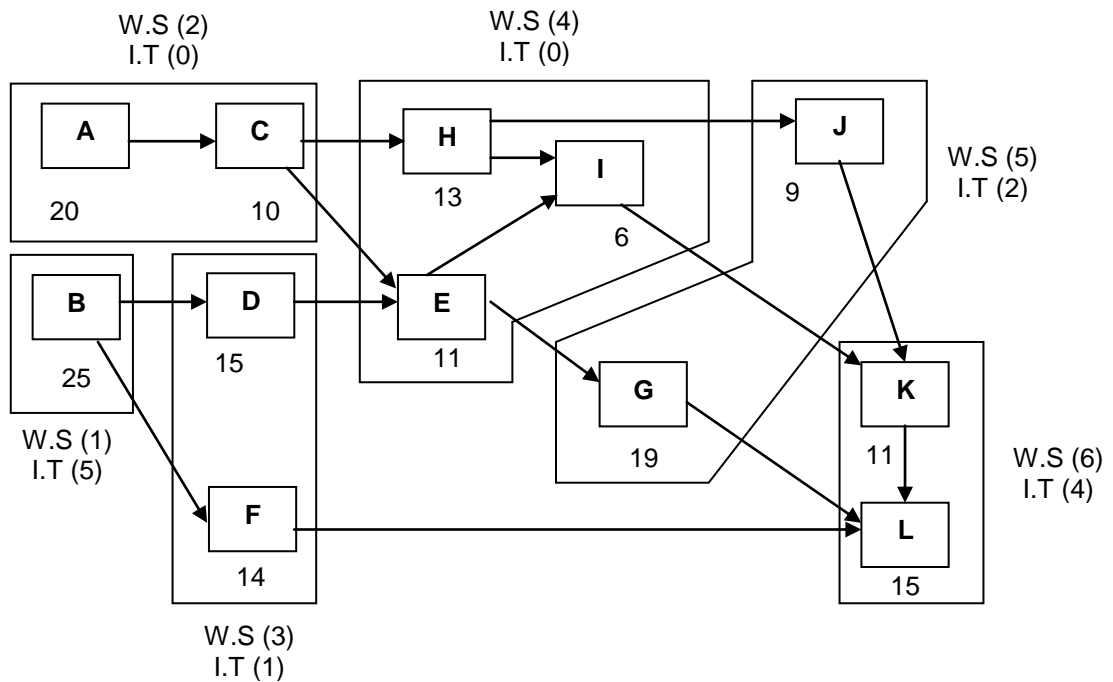 W.S (2)
I.T (0)
W.S (4)
I.T (0)
A
C
H
I
J
W.S (5)
I.T (2)
20
10
13
6
9
B
D
E
25
15
11
G
K
W.S (1)
I.T (5)
19
11
W.S (6)
I.T (4)
F
L
14
15
W.S (3)
I.T (1)